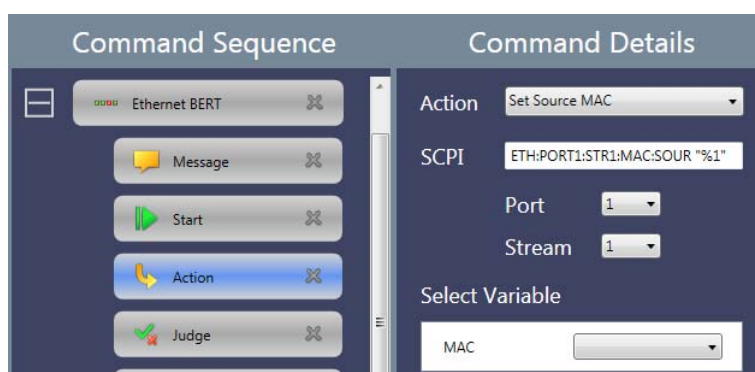 Command Sequence
Ethernet BERT
Message
Start
Action
Judge
Command Details
Action Set Source MAC
SCPI ETH:PORT1:STR1:MAC:SOUR "%1"
Port 1
Stream 1
Select Variable
MAC